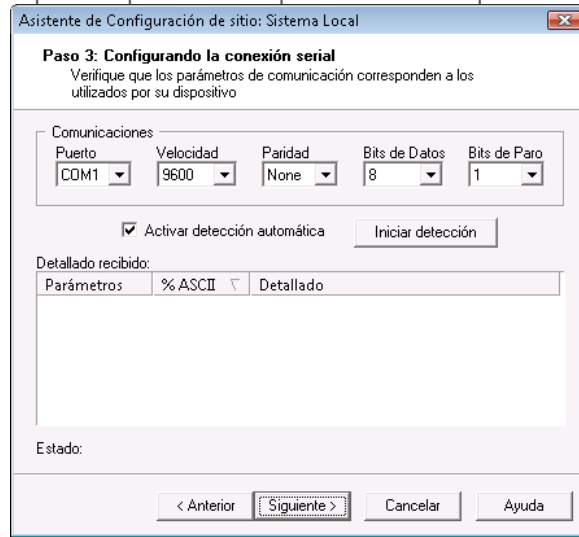 Asistente de Configuración de sitio: Sistema Local
Paso 3: Configurando la conexión serial
Verifique que los parámetros de comunicación corresponden a los
utilizados por su dispositivo
Comunicaciones
Puerto Velocidad Paridad Bits de Datos Bits de Paro
COM1 9600 None 8 1
Activar detección automática Iniciar detección
Detallado recibido:
Parámetros % ASCII Detallado
Estado:
< Anterior Siguiente > Cancelar Ayuda